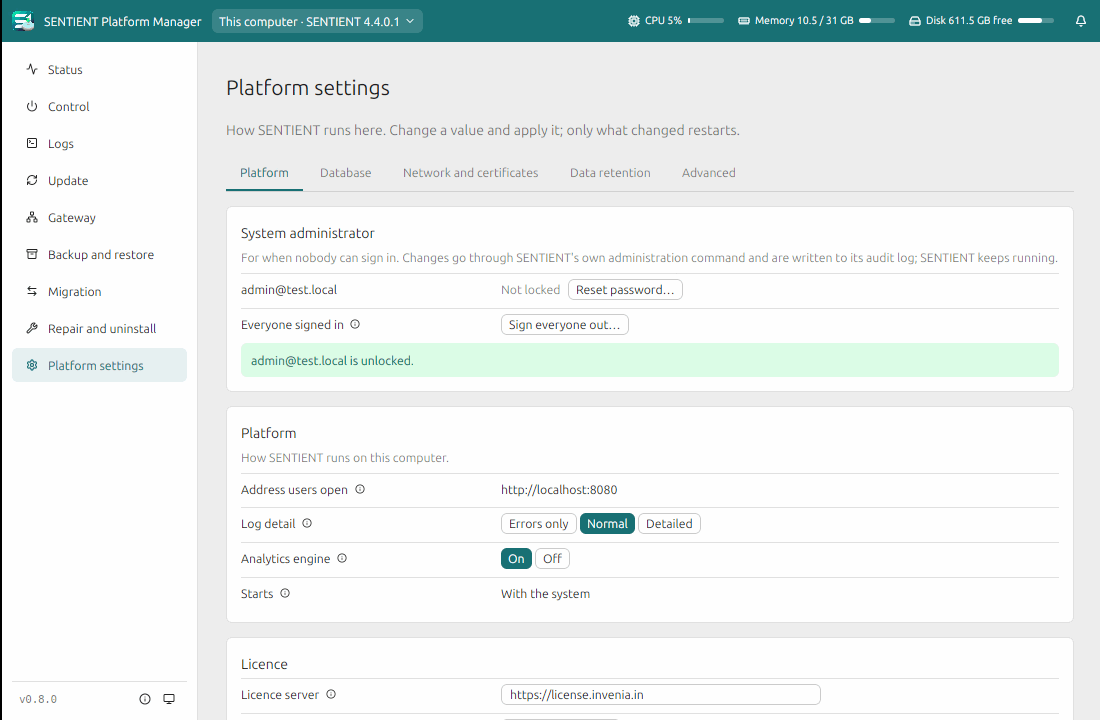 SENTIENT Platform Manager
This computer · SENTIENT 4.4.0.1
CPU 5%
Memory 10.5 / 31 GB
Disk 611.5 GB free
Status
Control
Logs
Update
Gateway
Backup and restore
Migration
Repair and uninstall
Platform settings
v0.8.0
Platform settings
How SENTIENT runs here. Change a value and apply it; only what changed restarts.
Platform
Database
Network and certificates
Data retention
Advanced
System administrator
For when nobody can sign in. Changes go through SENTIENT's own administration command and are written to its audit log; SENTIENT keeps running.
admin@test.local
Not locked
Reset password...
Everyone signed in
Sign everyone out...
admin@test.local is unlocked.
Platform
How SENTIENT runs on this computer.
Address users open
http://localhost:8080
Log detail
Errors only
Normal
Detailed
Analytics engine
On
Off
Starts
With the system
Licence
Licence server
https://license.invenia.in